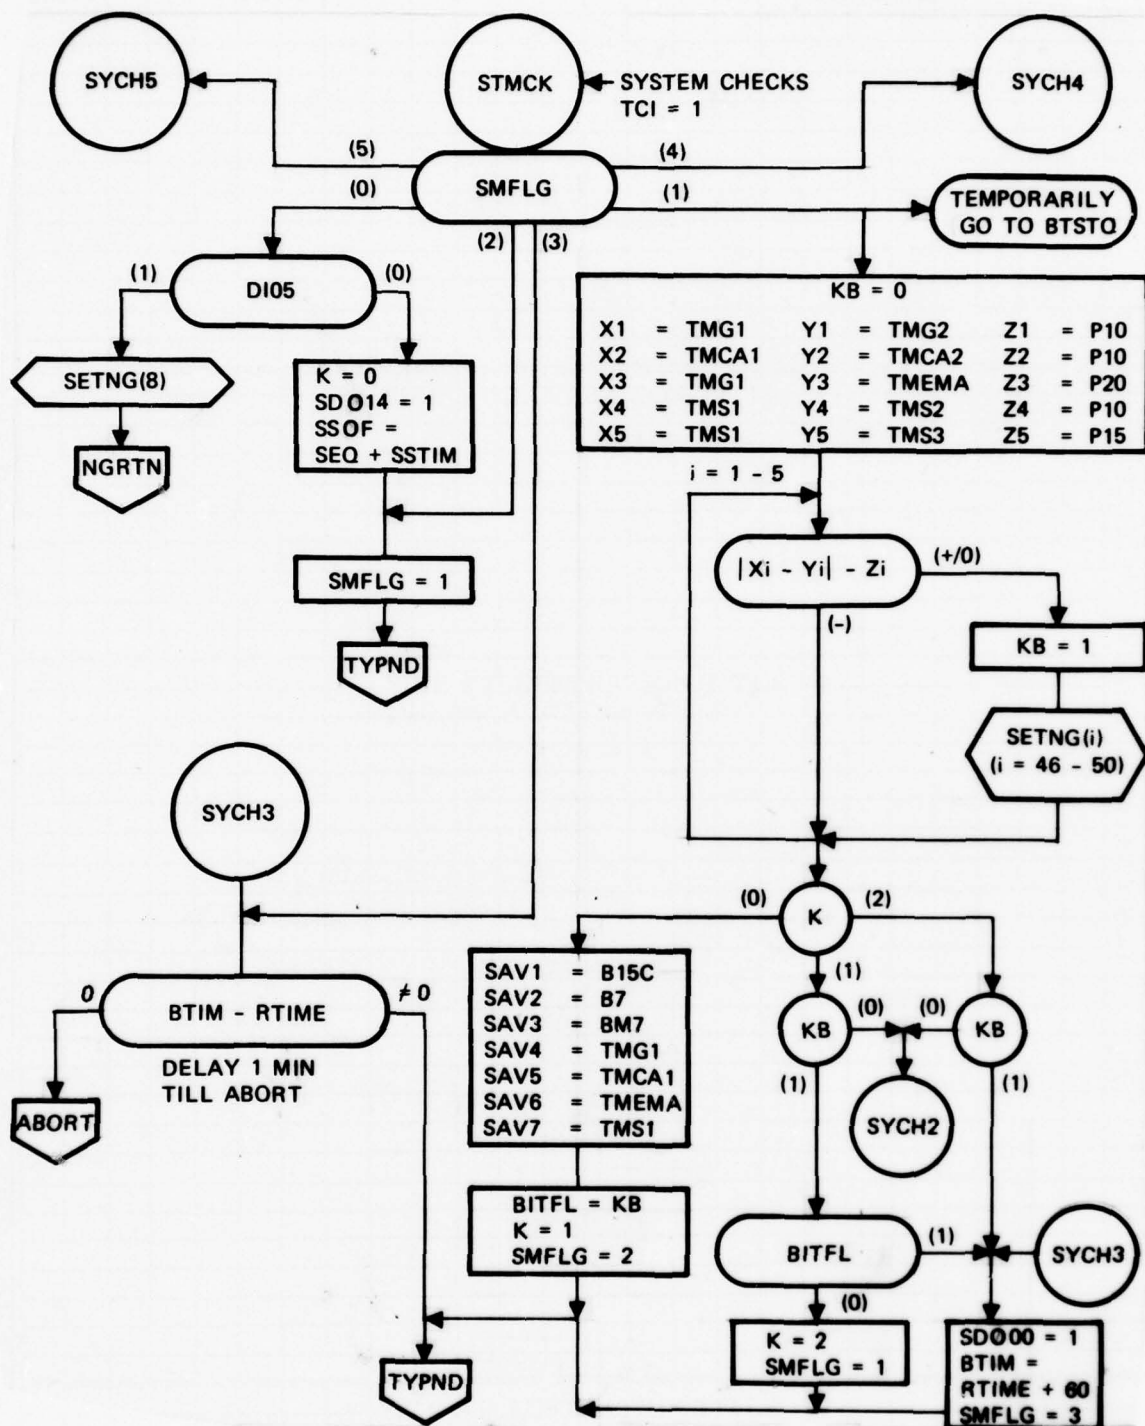 SYCH5
STMCK
SYSTEM CHECKS
TCI = 1
SYCH4
(5)
(4)
SMFLG
(0)
(1)
(2)
(3)
TEMPORARILY
GO TO BTSTQ
(1)
DI05
(0)
SETNG(8)
NGRTN
K = 0
SDO14 = 1
SSOF =
SEQ + SSTIM
SMFLG = 1
TYPND
KB = 0
X1 = TMG1 Y1 = TMG2 Z1 = P10
X2 = TMCA1 Y2 = TMCA2 Z2 = P10
X3 = TMG1 Y3 = TMEMA Z3 = P20
X4 = TMS1 Y4 = TMS2 Z4 = P10
X5 = TMS1 Y5 = TMS3 Z5 = P15
i = 1 - 5
|Xi - Yi| - Zi
(+/0)
(-)
KB = 1
SETNG(i)
(i = 46 - 50)
SYCH3
0
BTIM - RTIME
≠ 0
DELAY 1 MIN
TILL ABORT
ABORT
(0)
K
(2)
(1)
SAV1 = B15C
SAV2 = B7
SAV3 = BM7
SAV4 = TMG1
SAV5 = TMCA1
SAV6 = TMEMA
SAV7 = TMS1
KB
(0)
(0)
KB
(1)
(1)
SYCH2
BITFL = KB
K = 1
SMFLG = 2
BITFL
(1)
SYCH3
(0)
K = 2
SMFLG = 1
SDO00 = 1
BTIM =
RTIME + 60
SMFLG = 3
TYPND